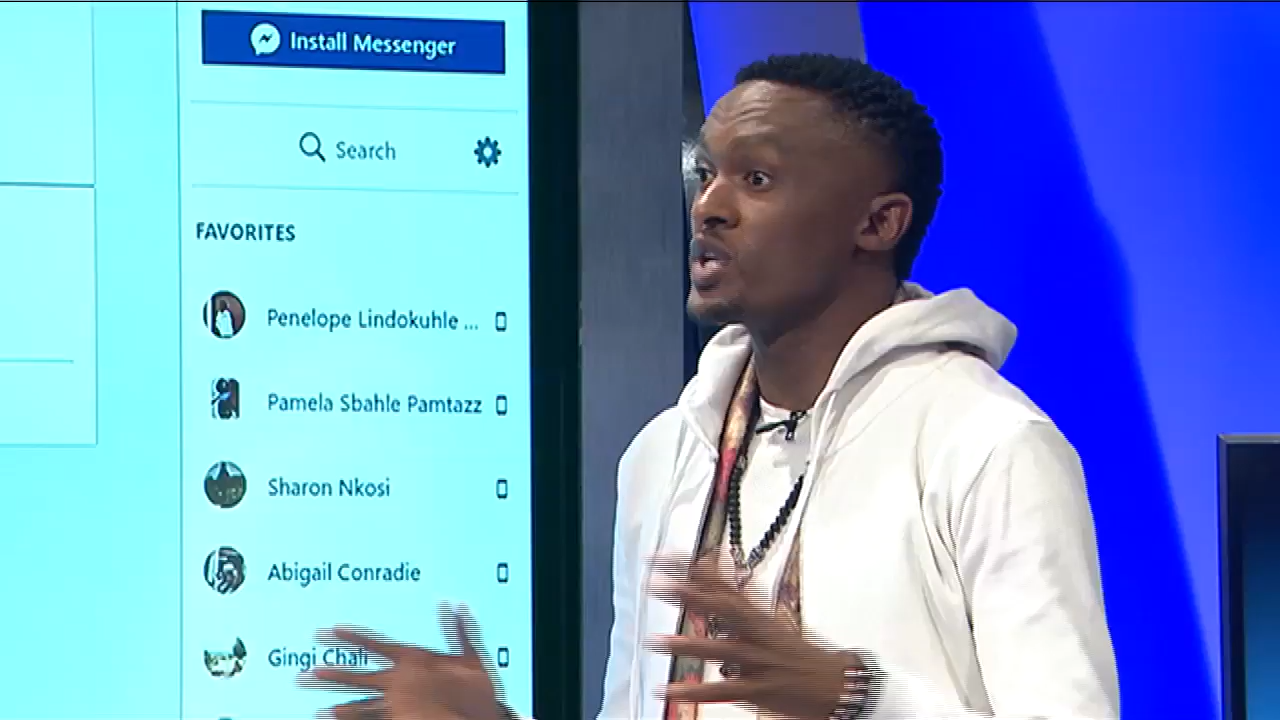 Install Messenger
Search
FAVORITES
Penelope Lindokuhle ...
Pamela Sbahle Pamtazz
Sharon Nkosi
Abigail Conradie
Gingi Chali